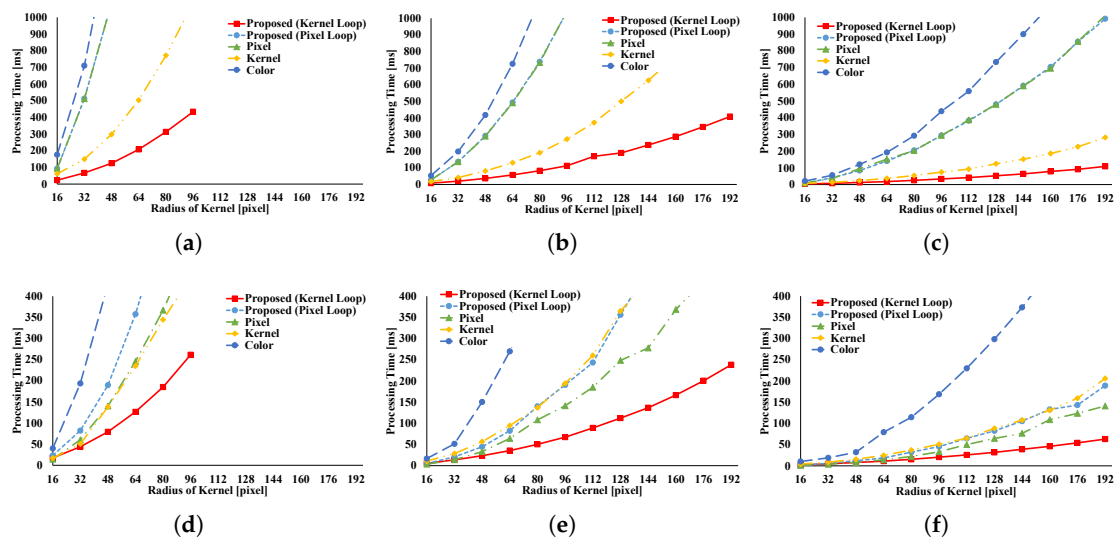 1000
900
800
700
600
500
400
300
200
100
0
Processing Time [ms]
Proposed (Kernel Loop)
Proposed (Pixel Loop)
Pixel
Kernel
Color
16 32 48 64 80 96 112 128 144 160 176 192
Radius of Kernel [pixel]
(a)
1000
900
800
700
600
500
400
300
200
100
0
Processing Time [ms]
Proposed (Kernel Loop)
Proposed (Pixel Loop)
Pixel
Kernel
Color
16 32 48 64 80 96 112 128 144 160 176 192
Radius of Kernel [pixel]
(b)
1000
900
800
700
600
500
400
300
200
100
0
Processing Time [ms]
Proposed (Kernel Loop)
Proposed (Pixel Loop)
Pixel
Kernel
Color
16 32 48 64 80 96 112 128 144 160 176 192
Radius of Kernel [pixel]
(c)
400
350
300
250
200
150
100
50
0
Processing Time [ms]
Proposed (Kernel Loop)
Proposed (Pixel Loop)
Pixel
Kernel
Color
16 32 48 64 80 96 112 128 144 160 176 192
Radius of Kernel [pixel]
(d)
400
350
300
250
200
150
100
50
0
Processing Time [ms]
Proposed (Kernel Loop)
Proposed (Pixel Loop)
Pixel
Kernel
Color
16 32 48 64 80 96 112 128 144 160 176 192
Radius of Kernel [pixel]
(e)
400
350
300
250
200
150
100
50
0
Processing Time [ms]
Proposed (Kernel Loop)
Proposed (Pixel Loop)
Pixel
Kernel
Color
16 32 48 64 80 96 112 128 144 160 176 192
Radius of Kernel [pixel]
(f)